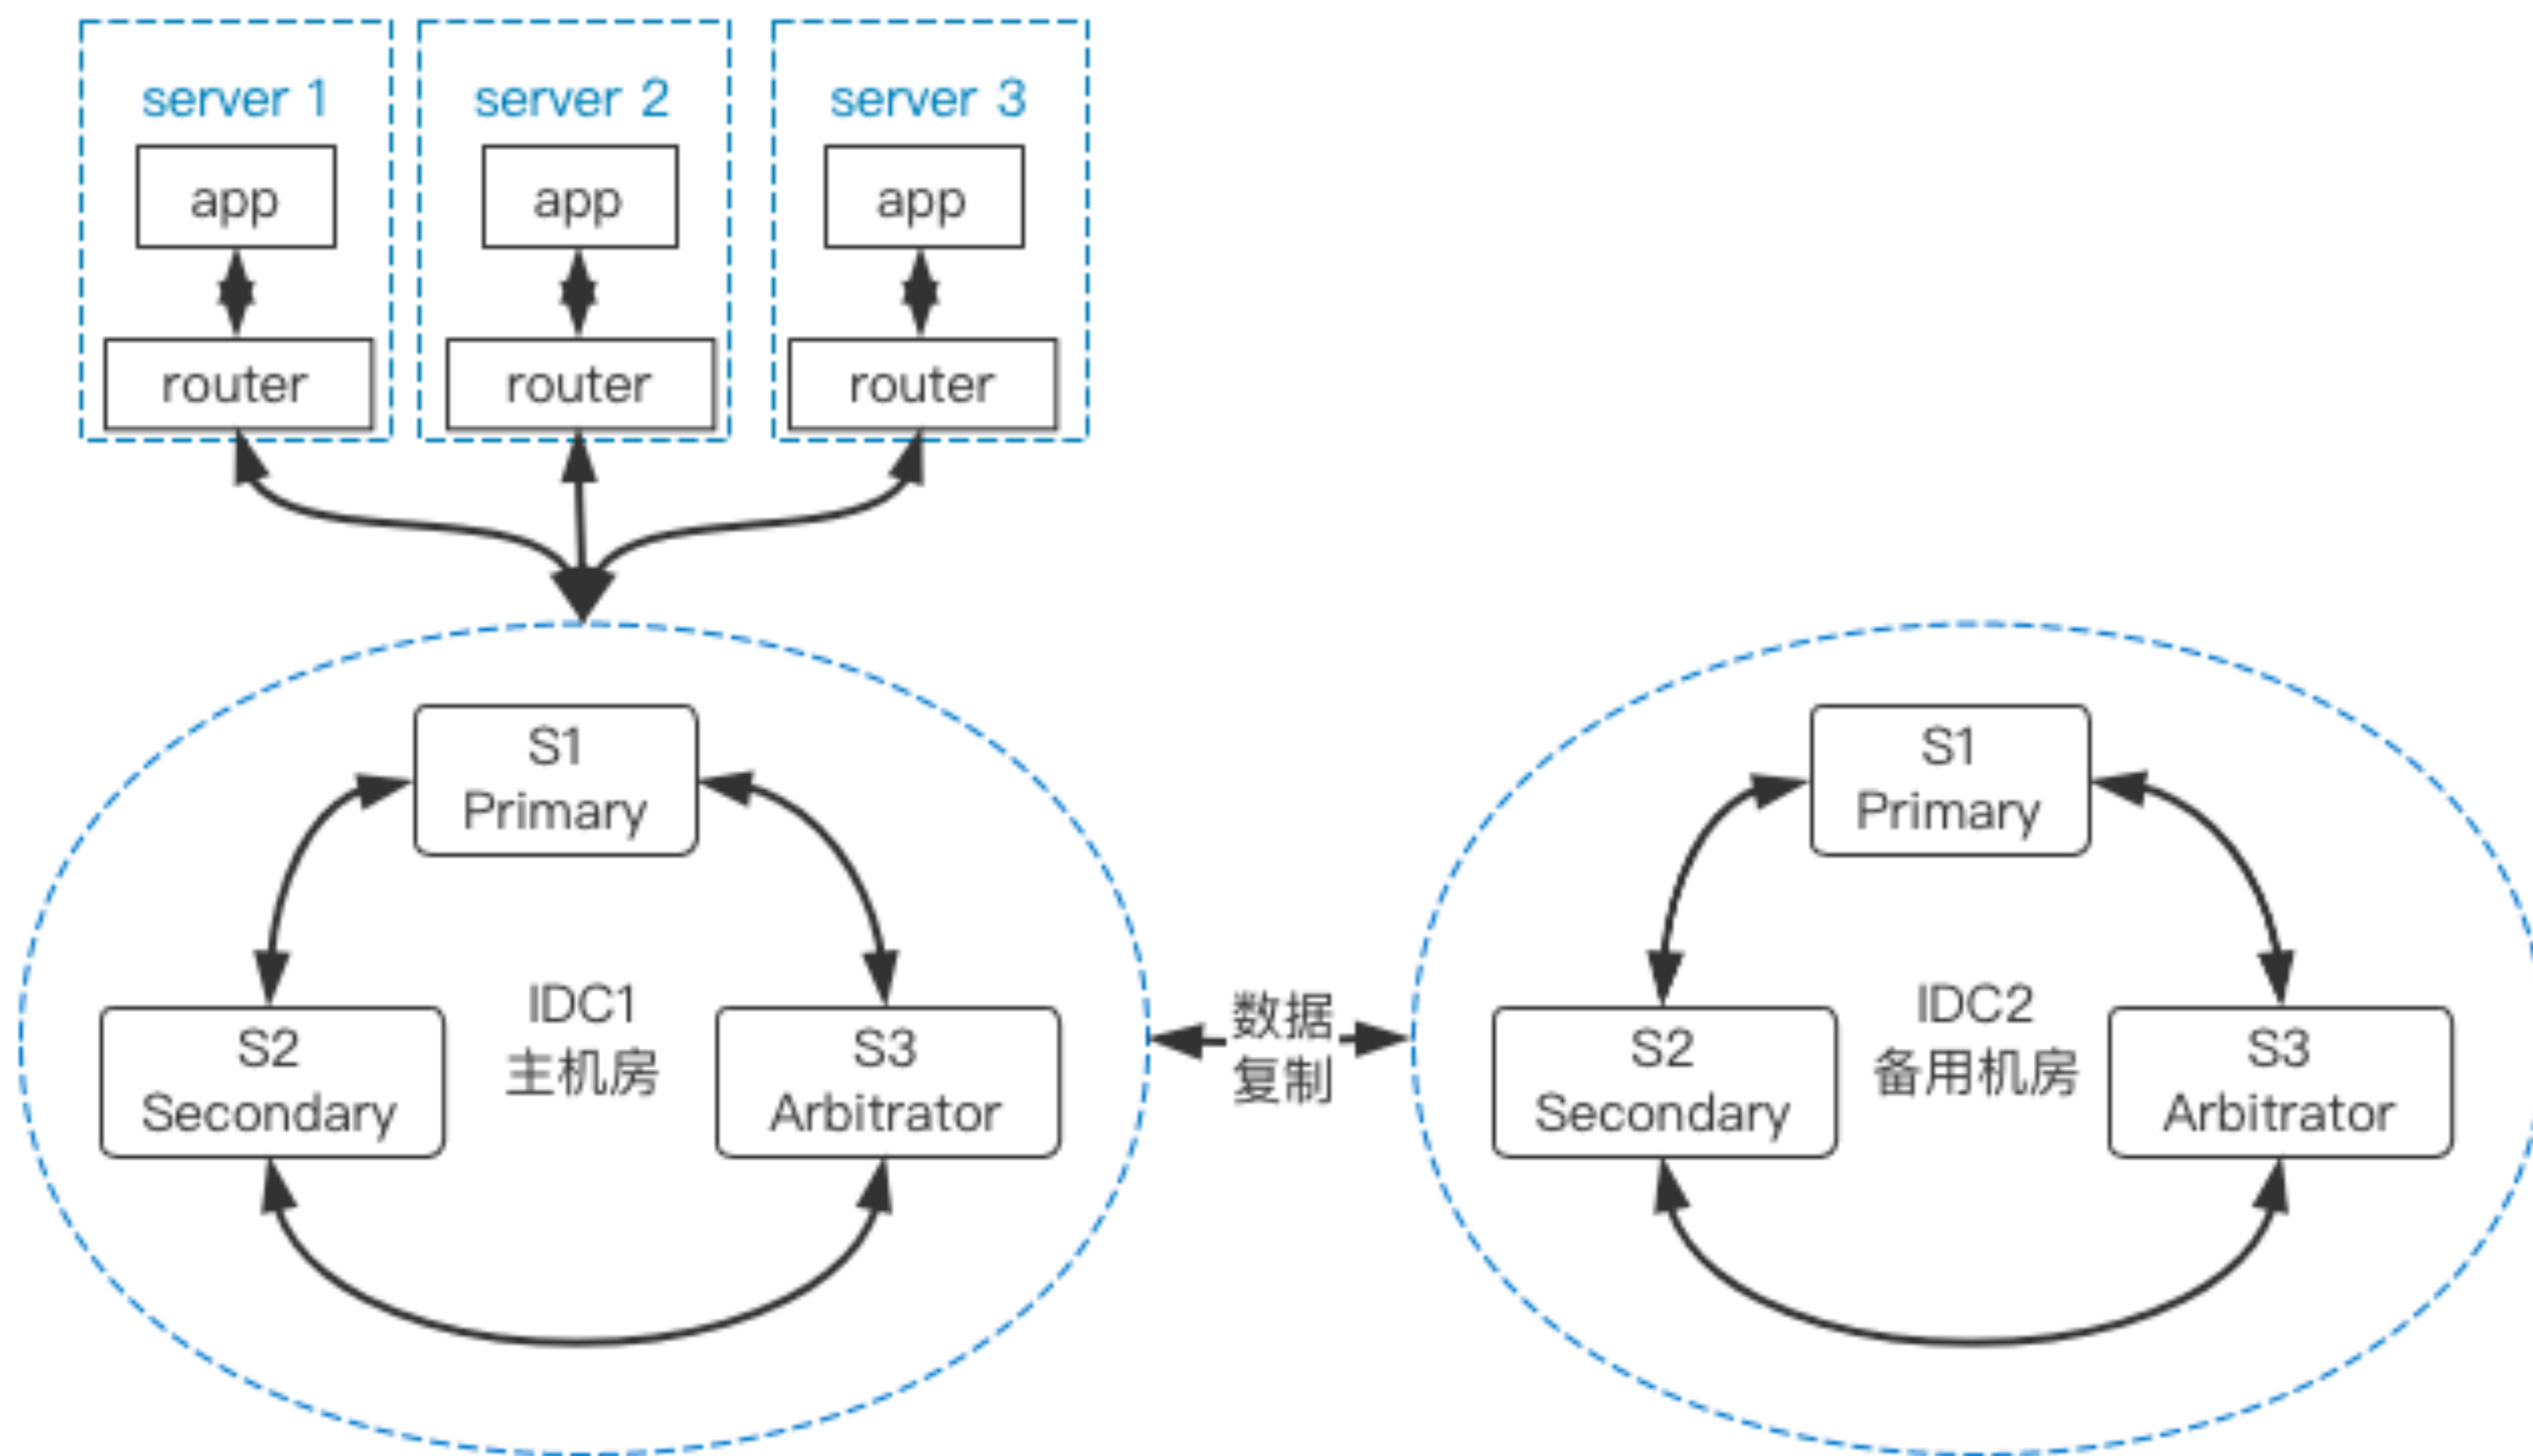 server 1
server 2
server 3
app
app
app
router
router
router
S1
Primary
S2
Secondary
IDC1
主机房
S3
Arbitrator
数据
复制
S1
Primary
S2
Secondary
IDC2
备用机房
S3
Arbitrator